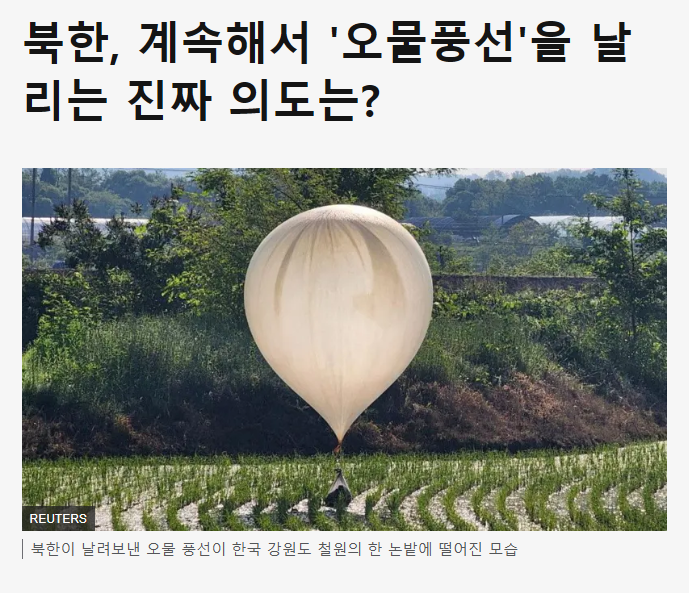 북한, 계속해서 '오물풍선'을 날
리는 진짜 의도는?
REUTERS
북한이 날려보낸 오물 풍선이 한국 강원도 철원의 한 논밭에 떨어진 모습